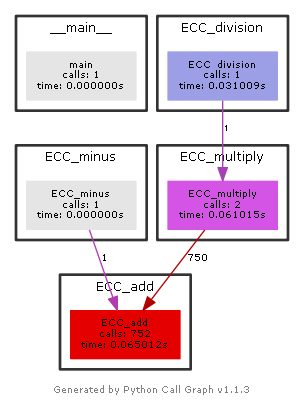 __main__
main
calls: 1
time: 0.000000s
ECC_division
ECC_division
calls: 1
time: 0.031009s
1
ECC_minus
ECC_minus
calls: 1
time: 0.000000s
ECC_multiply
ECC_multiply
calls: 2
time: 0.061015s
1
750
ECC_add
ECC_add
calls: 752
time: 0.065012s
Generated by Python Call Graph v1.1.3